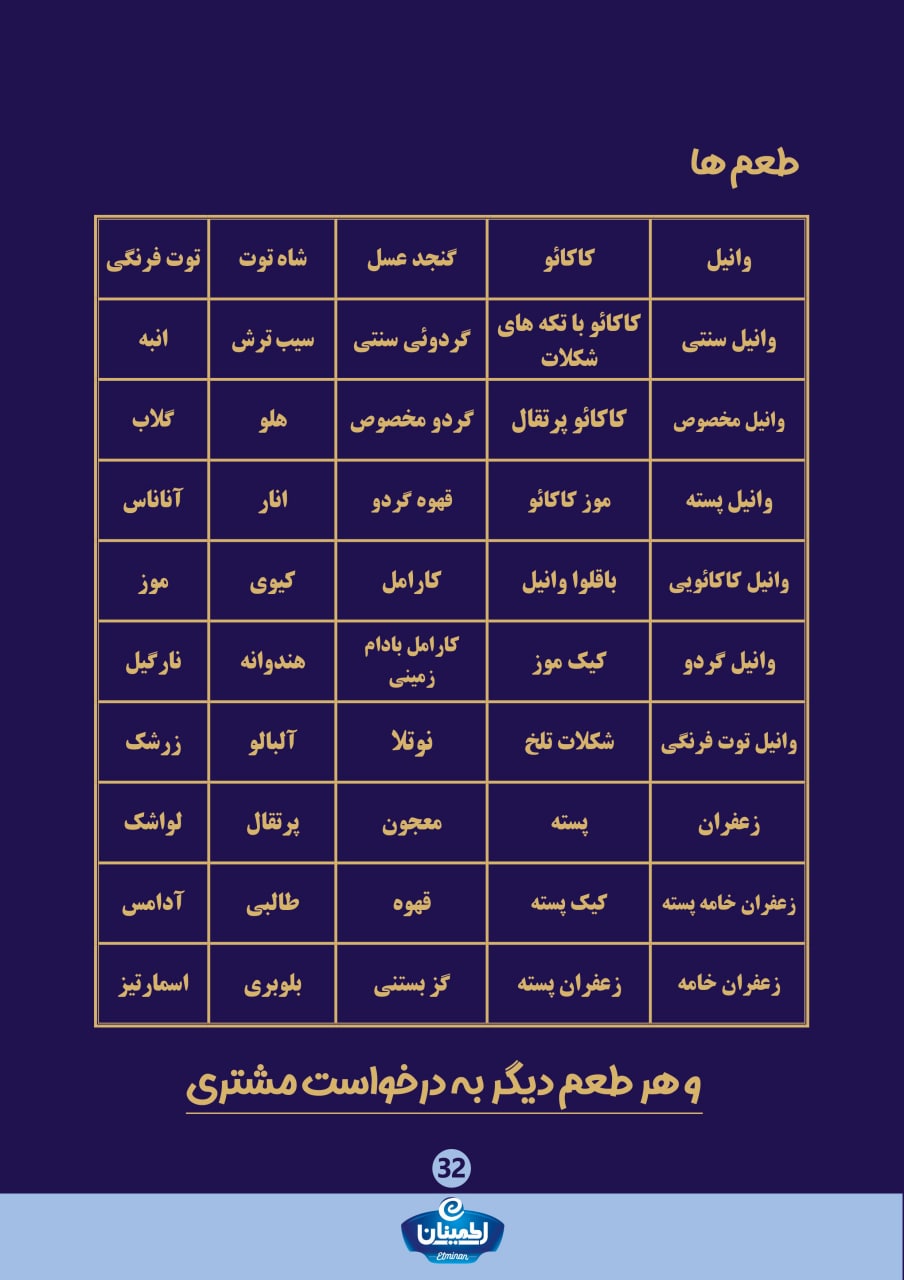 طعم ها
وانیل کاکائو گنجد عسل شاه توت توت فرنگی
وانیل سنتی کاکائو با تکه های شکلات گردوئی سنتی سیب ترش انبه
وانیل مخصوص کاکائو پرتقال گردو مخصوص هلو گلاب
وانیل پسته موز کاکائو قهوه گردو انار آناناس
وانیل کاکائویی باقلوا وانیل کارامل کیوی موز
وانیل گردو کیک موز کارامل بادام زمینی هندوانه نارگیل
وانیل توت فرنگی شکلات تلخ نوتلا آلبالو زرشک
زعفران پسته معجون پرتقال لواشک
زعفران خامه پسته کیک پسته قهوه طالبی آدامس
زعفران خامه زعفران پسته گز بستنی بلوبری اسمارتیز
و هر طعم دیگر به درخواست مشتری
32
اطمینان
Etminan